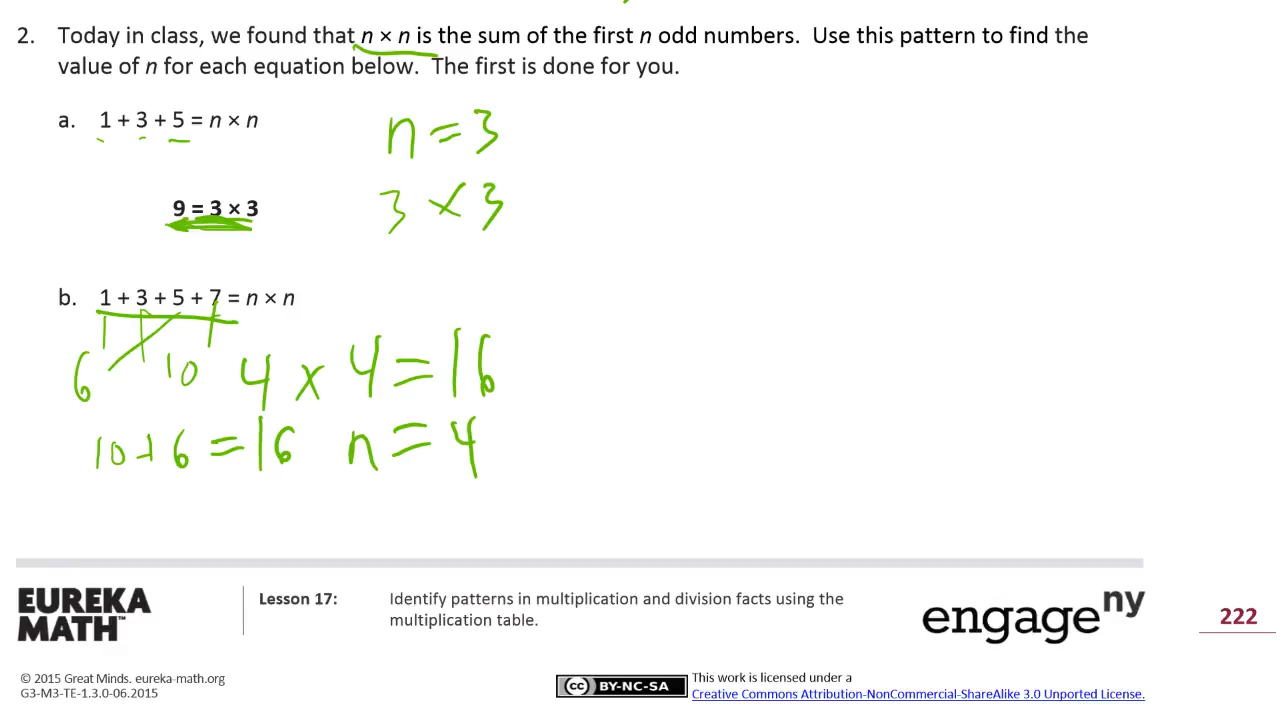 2. Today in class, we found that n × n is the sum of the first n odd numbers. Use this pattern to find the
value of n for each equation below. The first is done for you.
a. 1 + 3 + 5 = n × n
n = 3
9 = 3 × 3
3 × 3
b. 1 + 3 + 5 + 7 = n × n
6 10 4 × 4 = 16
10 + 6 = 16 n = 4
EUREKA
MATH™
Lesson 17:
Identify patterns in multiplication and division facts using the
multiplication table.
engageny
222
© 2015 Great Minds. eureka-math.org
G3-M3-TE-1.3.0-06.2015
cc BY-NC-SA
This work is licensed under a
Creative Commons Attribution-NonCommercial-ShareAlike 3.0 Unported License.